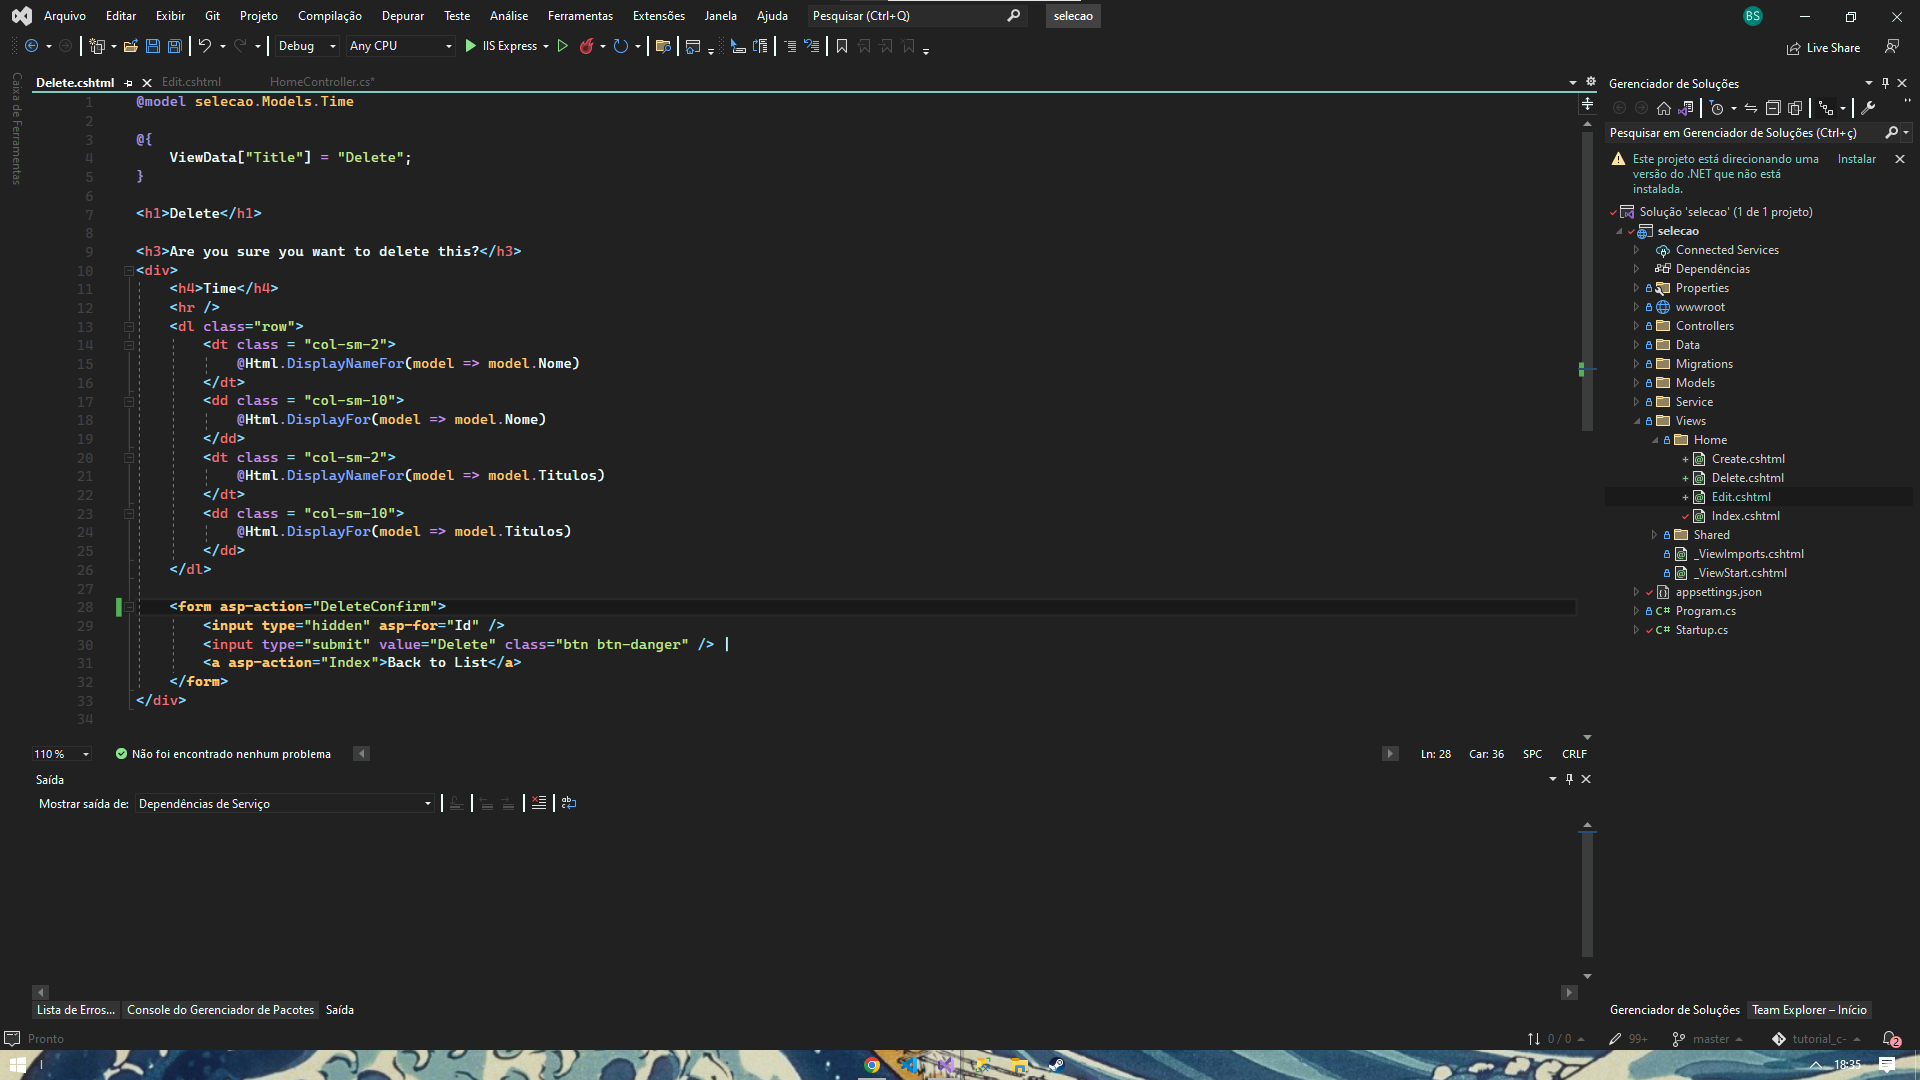 Arquivo Editar Exibir Git Projeto Compilação Depurar Teste Análise Ferramentas Extensões Janela Ajuda Pesquisar (Ctrl+Q) selecao BS
Debug Any CPU IIS Express Live Share
Caixa de Ferramentas
Delete.cshtml Edit.cshtml HomeController.cs*
1 @model selecao.Models.Time
2
3 @{
4 ViewData["Title"] = "Delete";
5 }
6
7 <h1>Delete</h1>
8
9 <h3>Are you sure you want to delete this?</h3>
10 <div>
11 <h4>Time</h4>
12 <hr />
13 <dl class="row">
14 <dt class = "col-sm-2">
15 @Html.DisplayNameFor(model => model.Nome)
16 </dt>
17 <dd class = "col-sm-10">
18 @Html.DisplayFor(model => model.Nome)
19 </dd>
20 <dt class = "col-sm-2">
21 @Html.DisplayNameFor(model => model.Titulos)
22 </dt>
23 <dd class = "col-sm-10">
24 @Html.DisplayFor(model => model.Titulos)
25 </dd>
26 </dl>
27
28 <form asp-action="DeleteConfirm">
29 <input type="hidden" asp-for="Id" />
30 <input type="submit" value="Delete" class="btn btn-danger" /> |
31 <a asp-action="Index">Back to List</a>
32 </form>
33 </div>
34
110 % Não foi encontrado nenhum problema Ln: 28 Car: 36 SPC CRLF
Saída
Mostrar saída de: Dependências de Serviço
Lista de Erros... Console do Gerenciador de Pacotes Saída
Gerenciador de Soluções
Pesquisar em Gerenciador de Soluções (Ctrl+ç)
Este projeto está direcionando uma Instalar
versão do .NET que não está
instalada.
Solução 'selecao' (1 de 1 projeto)
selecao
Connected Services
Dependências
Properties
wwwroot
Controllers
Data
Migrations
Models
Service
Views
Home
Create.cshtml
Delete.cshtml
Edit.cshtml
Index.cshtml
Shared
_ViewImports.cshtml
_ViewStart.cshtml
appsettings.json
C# Program.cs
C# Startup.cs
Gerenciador de Soluções Team Explorer – Início
Pronto 0 / 0 99+ master tutorial_c- 2
18:35